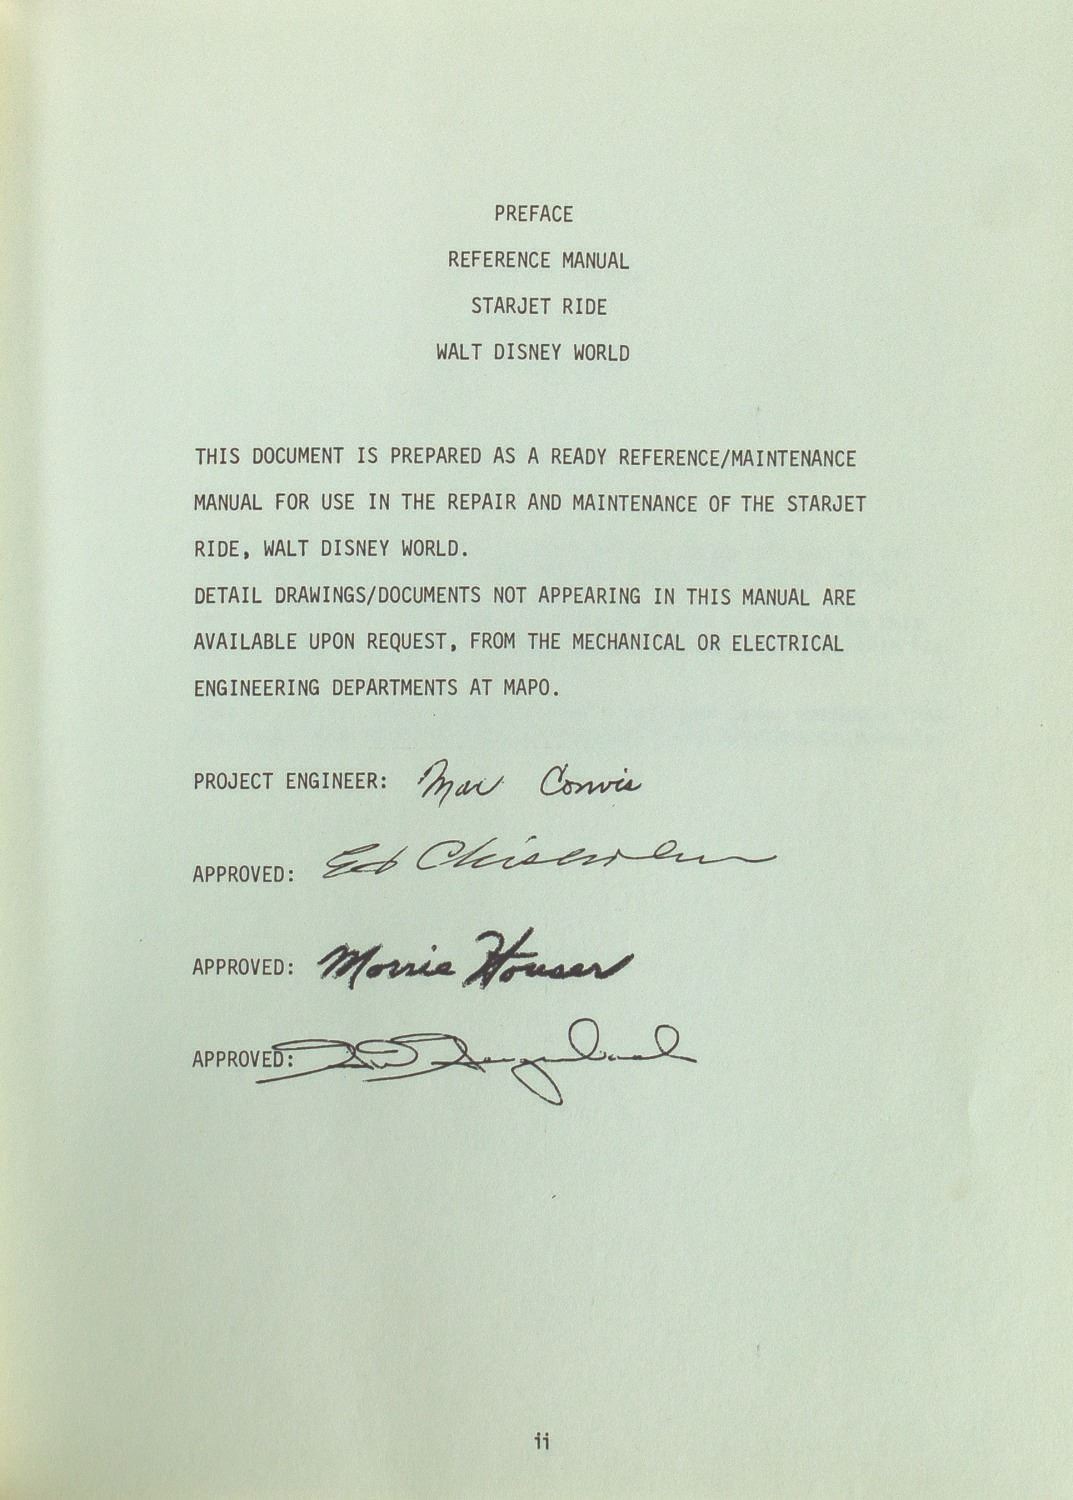 PREFACE
REFERENCE MANUAL
STARJET RIDE
WALT DISNEY WORLD
THIS DOCUMENT IS PREPARED AS A READY REFERENCE/MAINTENANCE
MANUAL FOR USE IN THE REPAIR AND MAINTENANCE OF THE STARJET
RIDE, WALT DISNEY WORLD.
DETAIL DRAWINGS/DOCUMENTS NOT APPEARING IN THIS MANUAL ARE
AVAILABLE UPON REQUEST, FROM THE MECHANICAL OR ELECTRICAL
ENGINEERING DEPARTMENTS AT MAPO.
PROJECT ENGINEER: Convis
APPROVED: Ed
APPROVED: Morrie Houser
APPROVED:
ii